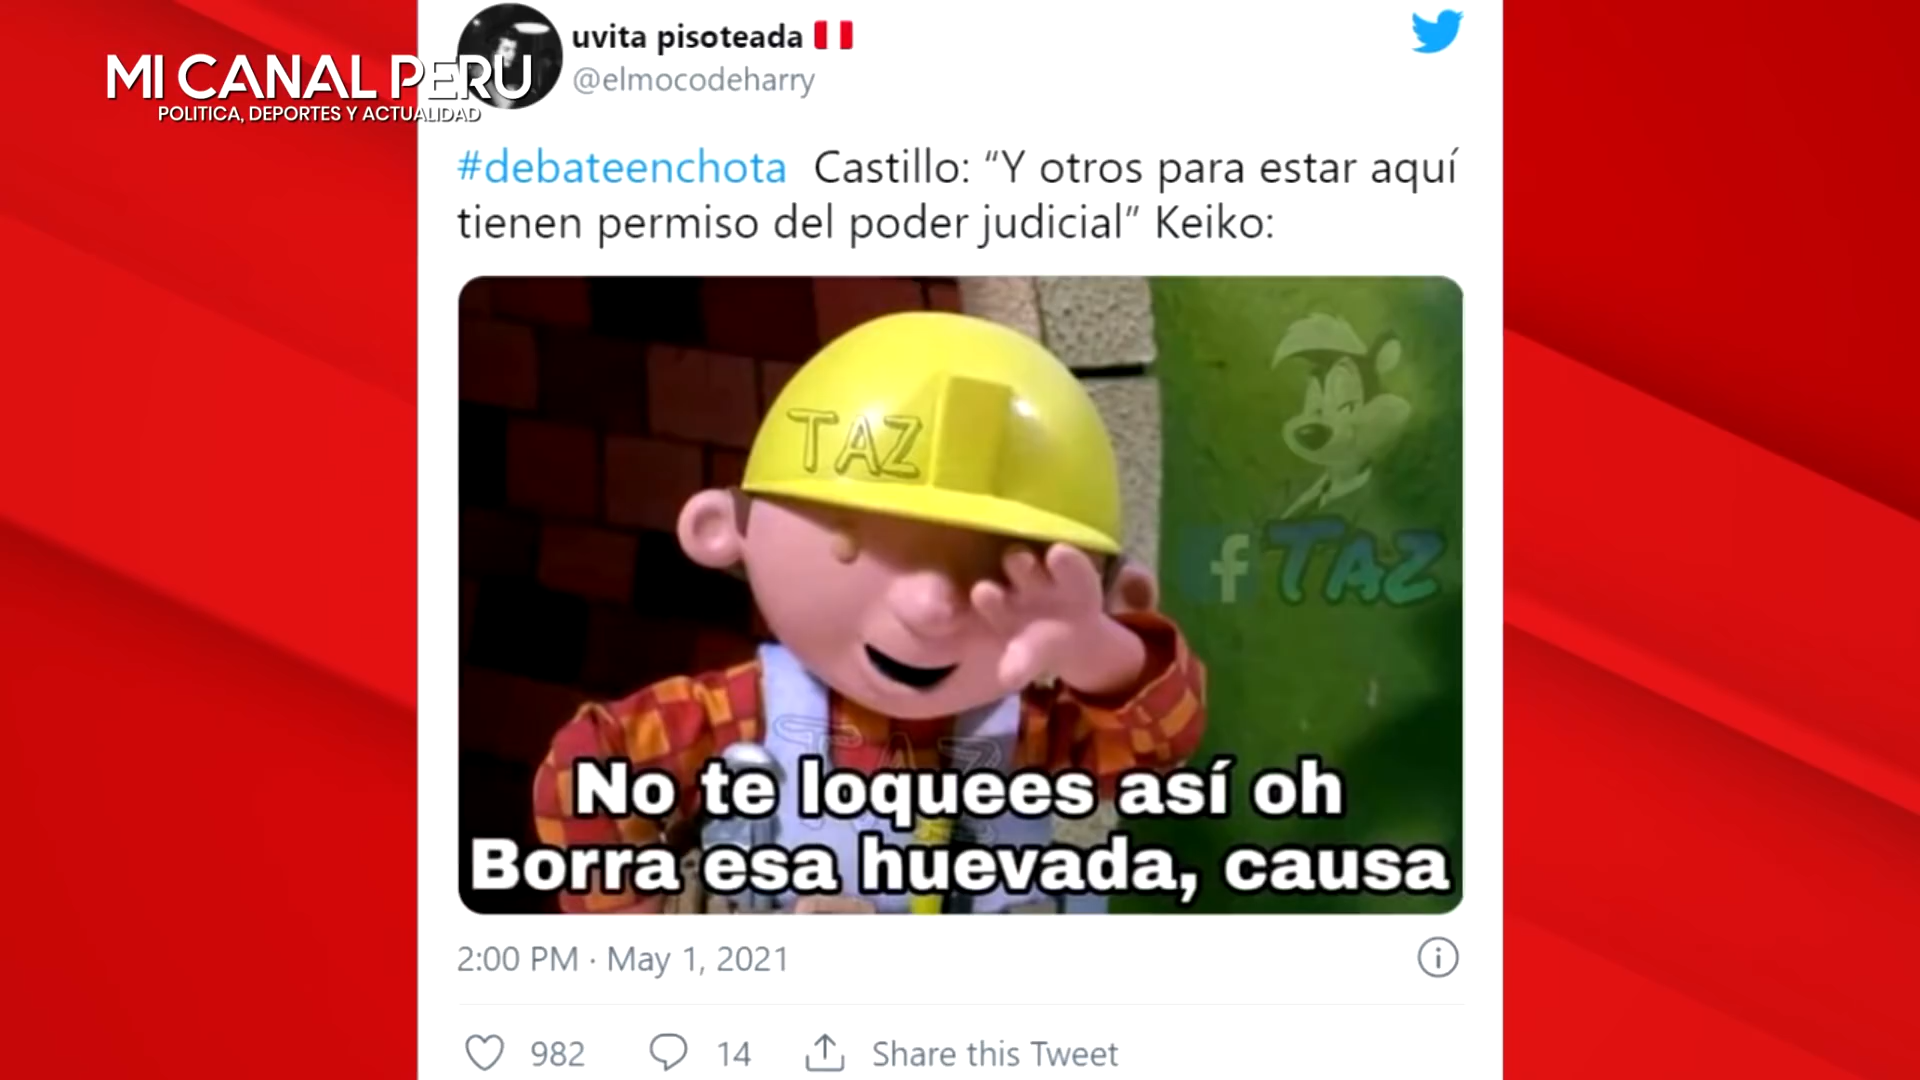 MI CANAL PERU
POLITICA, DEPORTES Y ACTUALIDAD
uvita pisoteada
@elmocodeharry
#debateenchota Castillo: “Y otros para estar aquí
tienen permiso del poder judicial” Keiko:
TAZ
f TAZ
TAZ
No te loquees así oh
Borra esa huevada, causa
2:00 PM · May 1, 2021
982 14 Share this Tweet